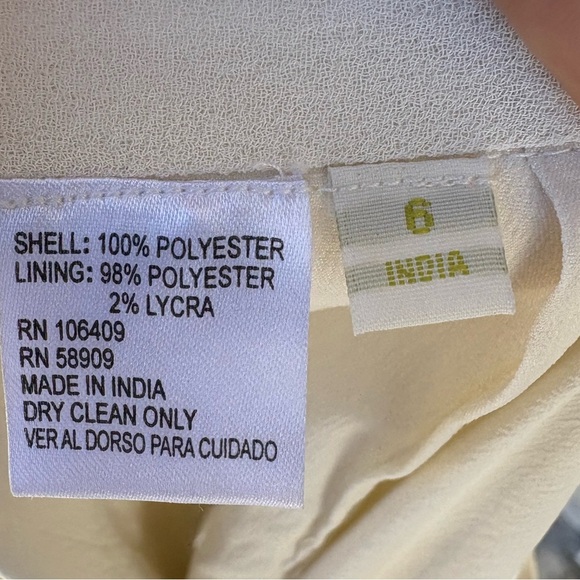 SHELL: 100% POLYESTER
LINING: 98% POLYESTER
2% LYCRA
RN 106409
RN 58909
MADE IN INDIA
DRY CLEAN ONLY
VER AL DORSO PARA CUIDADO
6
INDIA